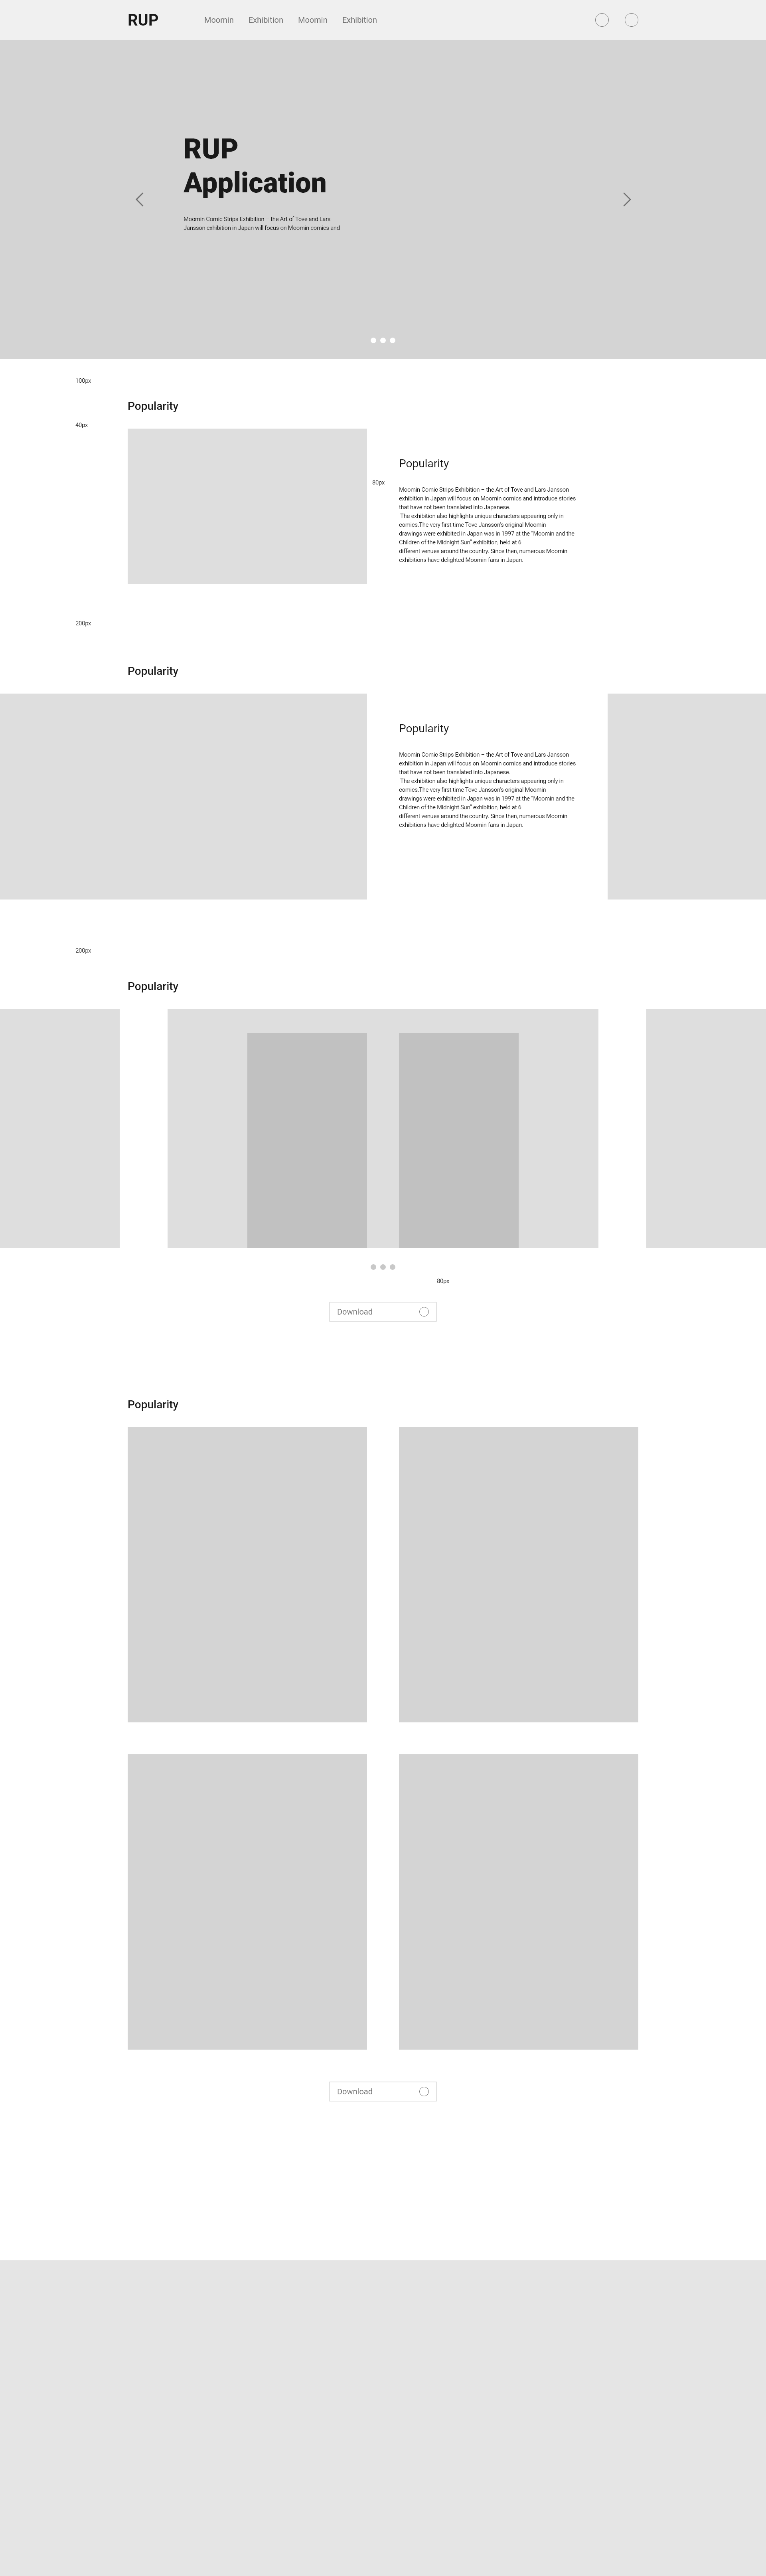 RUP
Moomin Exhibition Moomin Exhibition
RUP
Application
Moomin Comic Strips Exhibition – the Art of Tove and Lars
Jansson exhibition in Japan will focus on Moomin comics and
100px
Popularity
40px
Popularity
80px
Moomin Comic Strips Exhibition – the Art of Tove and Lars Jansson
exhibition in Japan will focus on Moomin comics and introduce stories
that have not been translated into Japanese.
The exhibition also highlights unique characters appearing only in
comics.The very first time Tove Jansson's original Moomin
drawings were exhibited in Japan was in 1997 at the "Moomin and the
Children of the Midnight Sun" exhibition, held at 6
different venues around the country. Since then, numerous Moomin
exhibitions have delighted Moomin fans in Japan.
200px
Popularity
Popularity
Moomin Comic Strips Exhibition – the Art of Tove and Lars Jansson
exhibition in Japan will focus on Moomin comics and introduce stories
that have not been translated into Japanese.
The exhibition also highlights unique characters appearing only in
comics.The very first time Tove Jansson's original Moomin
drawings were exhibited in Japan was in 1997 at the "Moomin and the
Children of the Midnight Sun" exhibition, held at 6
different venues around the country. Since then, numerous Moomin
exhibitions have delighted Moomin fans in Japan.
200px
Popularity
80px
Download
Popularity
Download